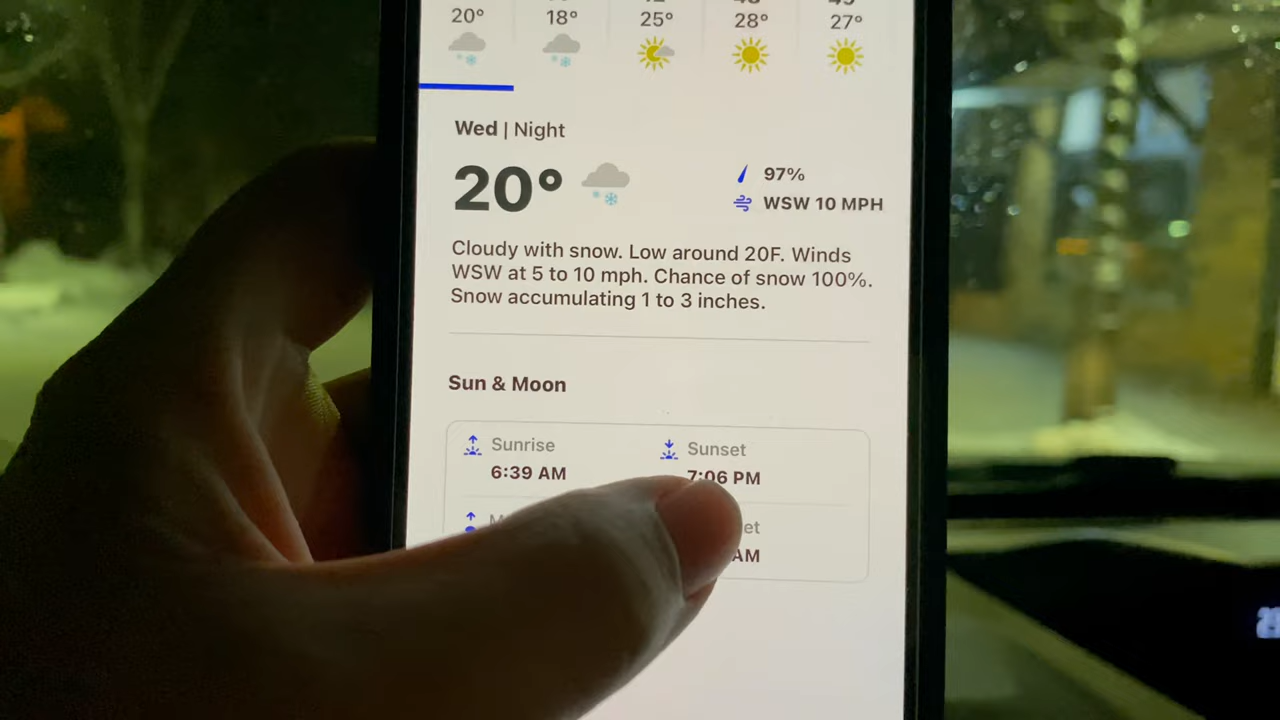 20° 18° 25° 28° 27°
Wed | Night
20°
97%
WSW 10 MPH
Cloudy with snow. Low around 20F. Winds
WSW at 5 to 10 mph. Chance of snow 100%.
Snow accumulating 1 to 3 inches.
Sun & Moon
Sunrise Sunset
6:39 AM 7:06 PM
AM